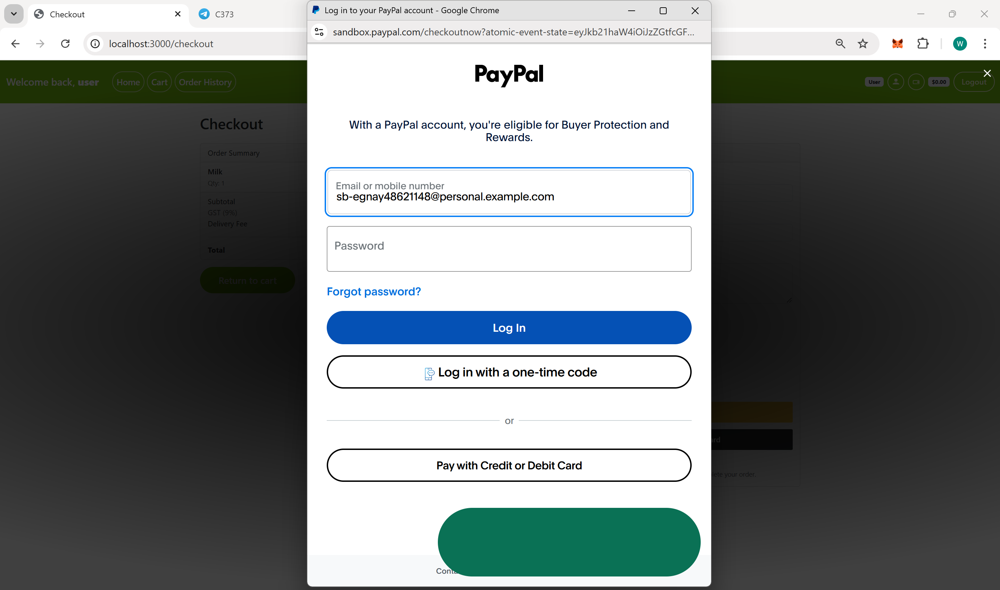 Checkout
C373
Log in to your PayPal account - Google Chrome
localhost:3000/checkout
sandbox.paypal.com/checkoutnow?atomic-event-state=eyJkb21haW4iOiJzZGtfcGF...
W
Welcome back, user
Home
Cart
Order History
User
$0.00
Logout
Checkout
Order Summary
Milk
Qty: 1
Subtotal
GST (9%)
Delivery Fee
Total
Return to cart
PayPal
With a PayPal account, you're eligible for Buyer Protection and
Rewards.
Email or mobile number
sb-egnay48621148@personal.example.com
Password
Forgot password?
Log In
Log in with a one-time code
or
Pay with Credit or Debit Card
your order.